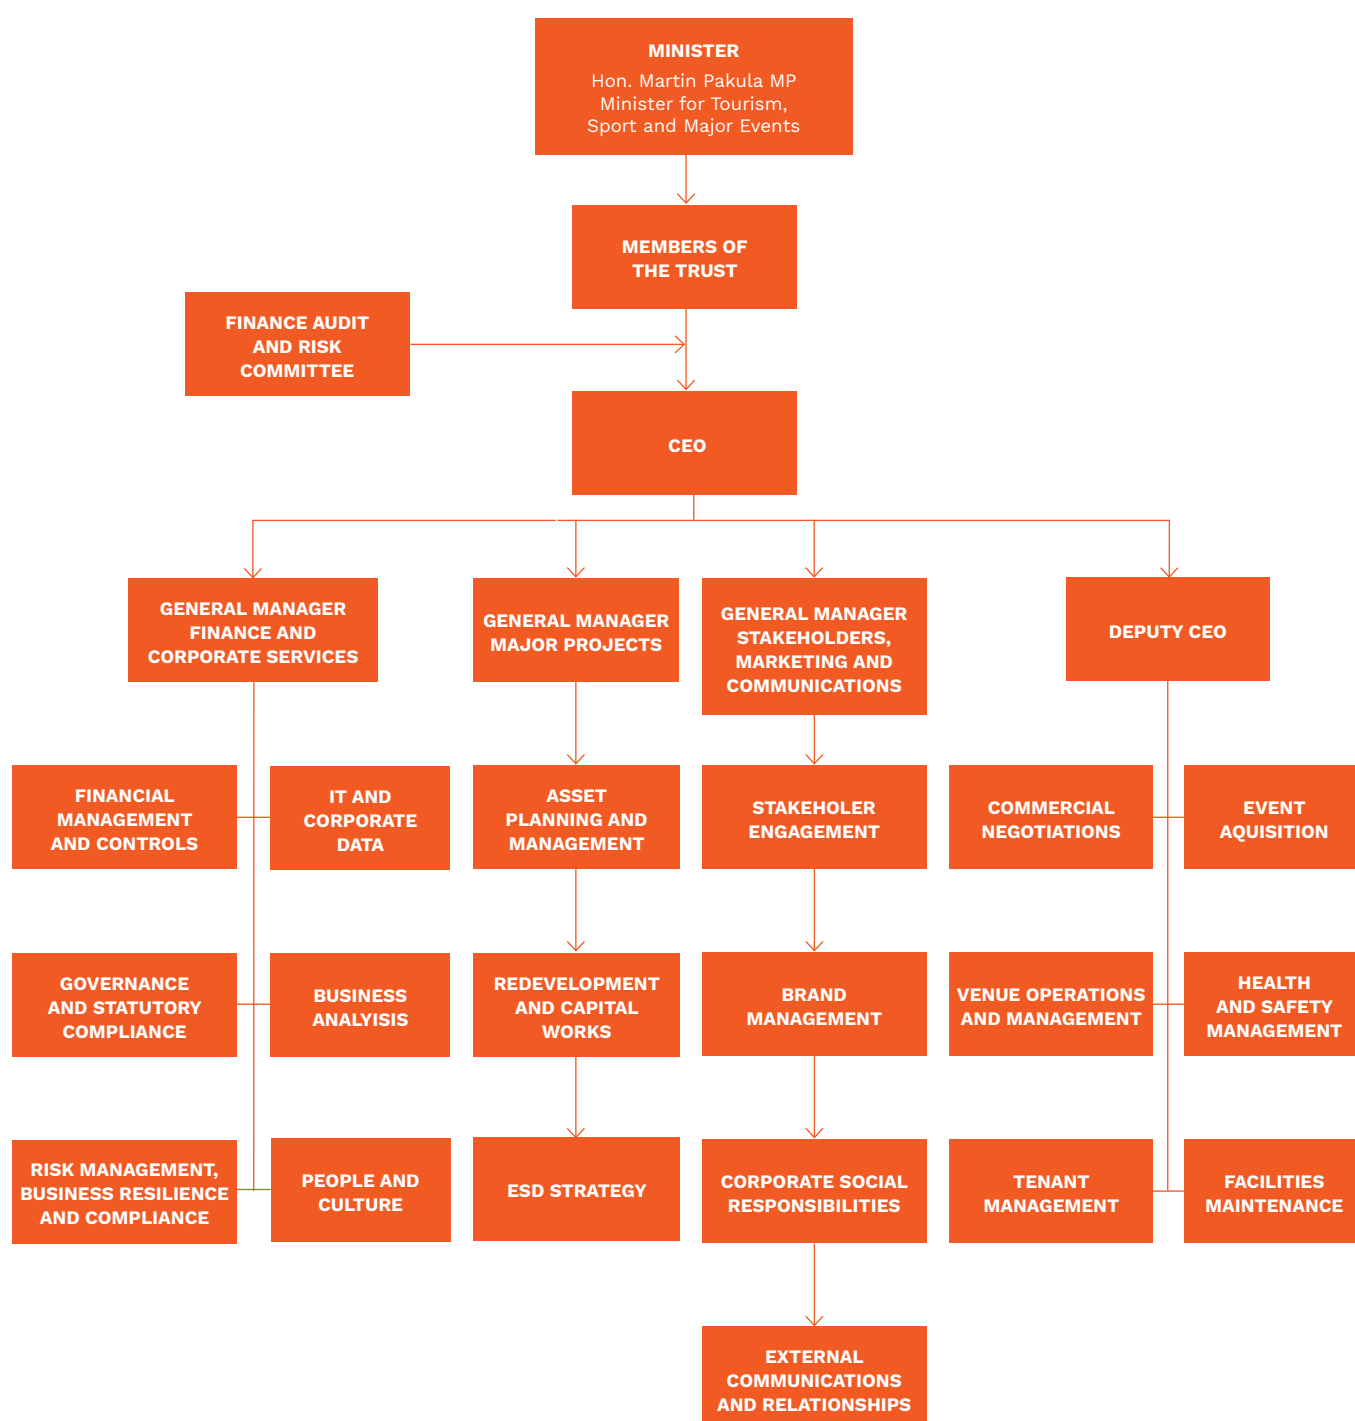 MINISTER
Hon. Martin Pakula MP
Minister for Tourism,
Sport and Major Events
MEMBERS OF
THE TRUST
FINANCE AUDIT
AND RISK
COMMITTEE
CEO
GENERAL MANAGER
FINANCE AND
CORPORATE SERVICES
GENERAL MANAGER
MAJOR PROJECTS
GENERAL MANAGER
STAKEHOLDERS,
MARKETING AND
COMMUNICATIONS
DEPUTY CEO
FINANCIAL
MANAGEMENT
AND CONTROLS
IT AND
CORPORATE
DATA
ASSET
PLANNING AND
MANAGEMENT
STAKEHOLER
ENGAGEMENT
COMMERCIAL
NEGOTIATIONS
EVENT
AQUISITION
GOVERNANCE
AND STATUTORY
COMPLIANCE
BUSINESS
ANALYISIS
REDEVELOPMENT
AND CAPITAL
WORKS
BRAND
MANAGEMENT
VENUE OPERATIONS
AND MANAGEMENT
HEALTH
AND SAFETY
MANAGEMENT
RISK MANAGEMENT,
BUSINESS RESILIENCE
AND COMPLIANCE
PEOPLE AND
CULTURE
ESD STRATEGY
CORPORATE SOCIAL
RESPONSIBILITIES
TENANT
MANAGEMENT
FACILITIES
MAINTENANCE
EXTERNAL
COMMUNICATIONS
AND RELATIONSHIPS